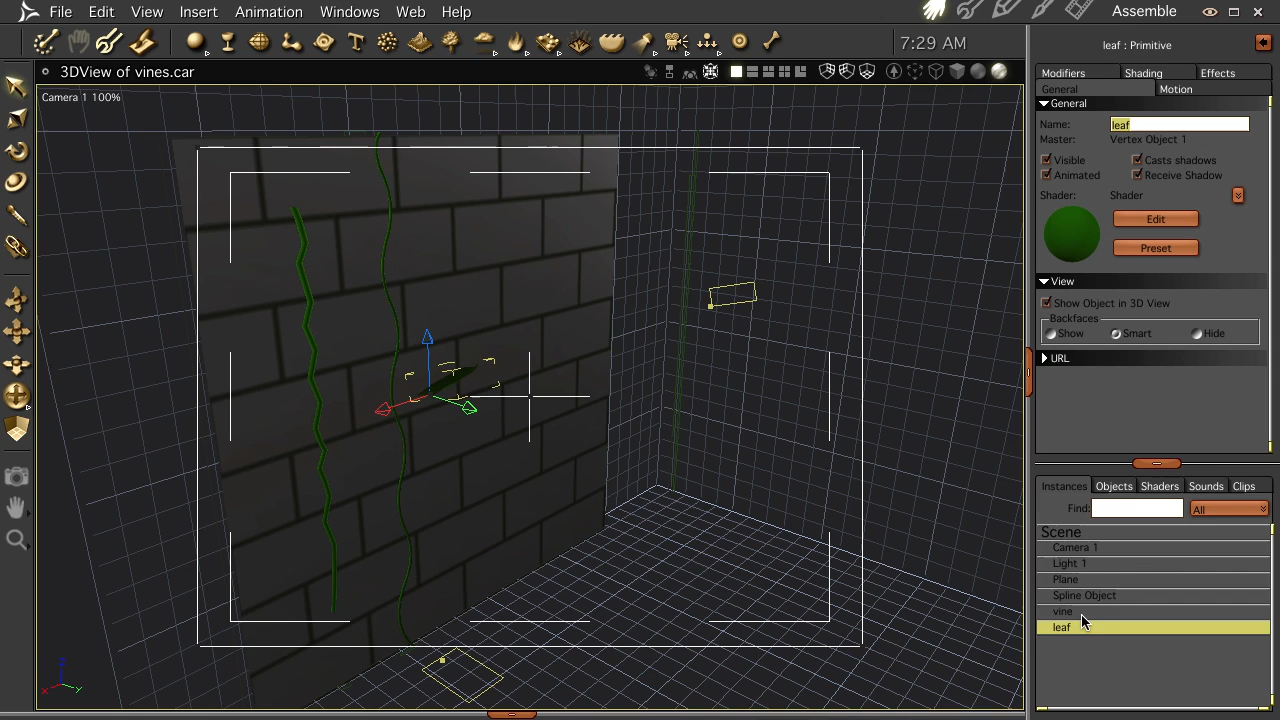 File Edit View Insert Animation Windows Web Help Assemble
7:29 AM
3DView of vines.car
Camera 1 100%
z
x y
leaf : Primitive
Modifiers Shading Effects
General Motion
General
Name: leaf
Master: Vertex Object 1
Visible Casts shadows
Animated Receive Shadow
Shader: Shader
Edit
Preset
View
Show Object in 3D View
Backfaces
Show Smart Hide
URL
Instances Objects Shaders Sounds Clips
Find: All
Scene
Camera 1
Light 1
Plane
Spline Object
vine
leaf